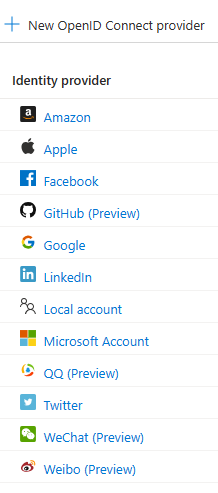 New OpenID Connect provider
Identity provider
Amazon
Apple
Facebook
GitHub (Preview)
Google
LinkedIn
Local account
Microsoft Account
QQ (Preview)
Twitter
WeChat (Preview)
Weibo (Preview)